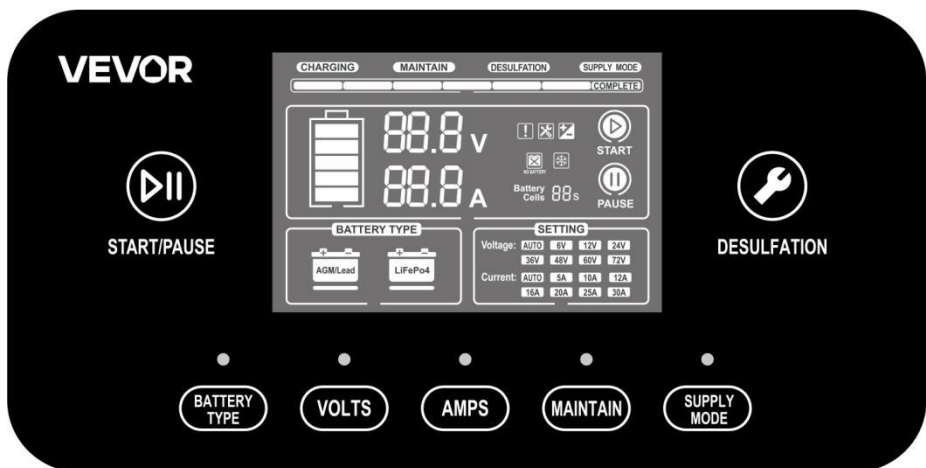 VEVOR
CHARGING MAINTAIN DESULFATION SUPPLY MODE
COMPLETE
88.8 V
START
NO BATTERY
88.8 A
Battery Cells 88 S
PAUSE
START/PAUSE
DESULFATION
BATTERY TYPE
AGM/Lead
LiFePo4
SETTING
Voltage: AUTO 6V 12V 24V
36V 48V 60V 72V
Current: AUTO 5A 10A 12A
16A 20A 25A 30A
BATTERY TYPE
VOLTS
AMPS
MAINTAIN
SUPPLY MODE